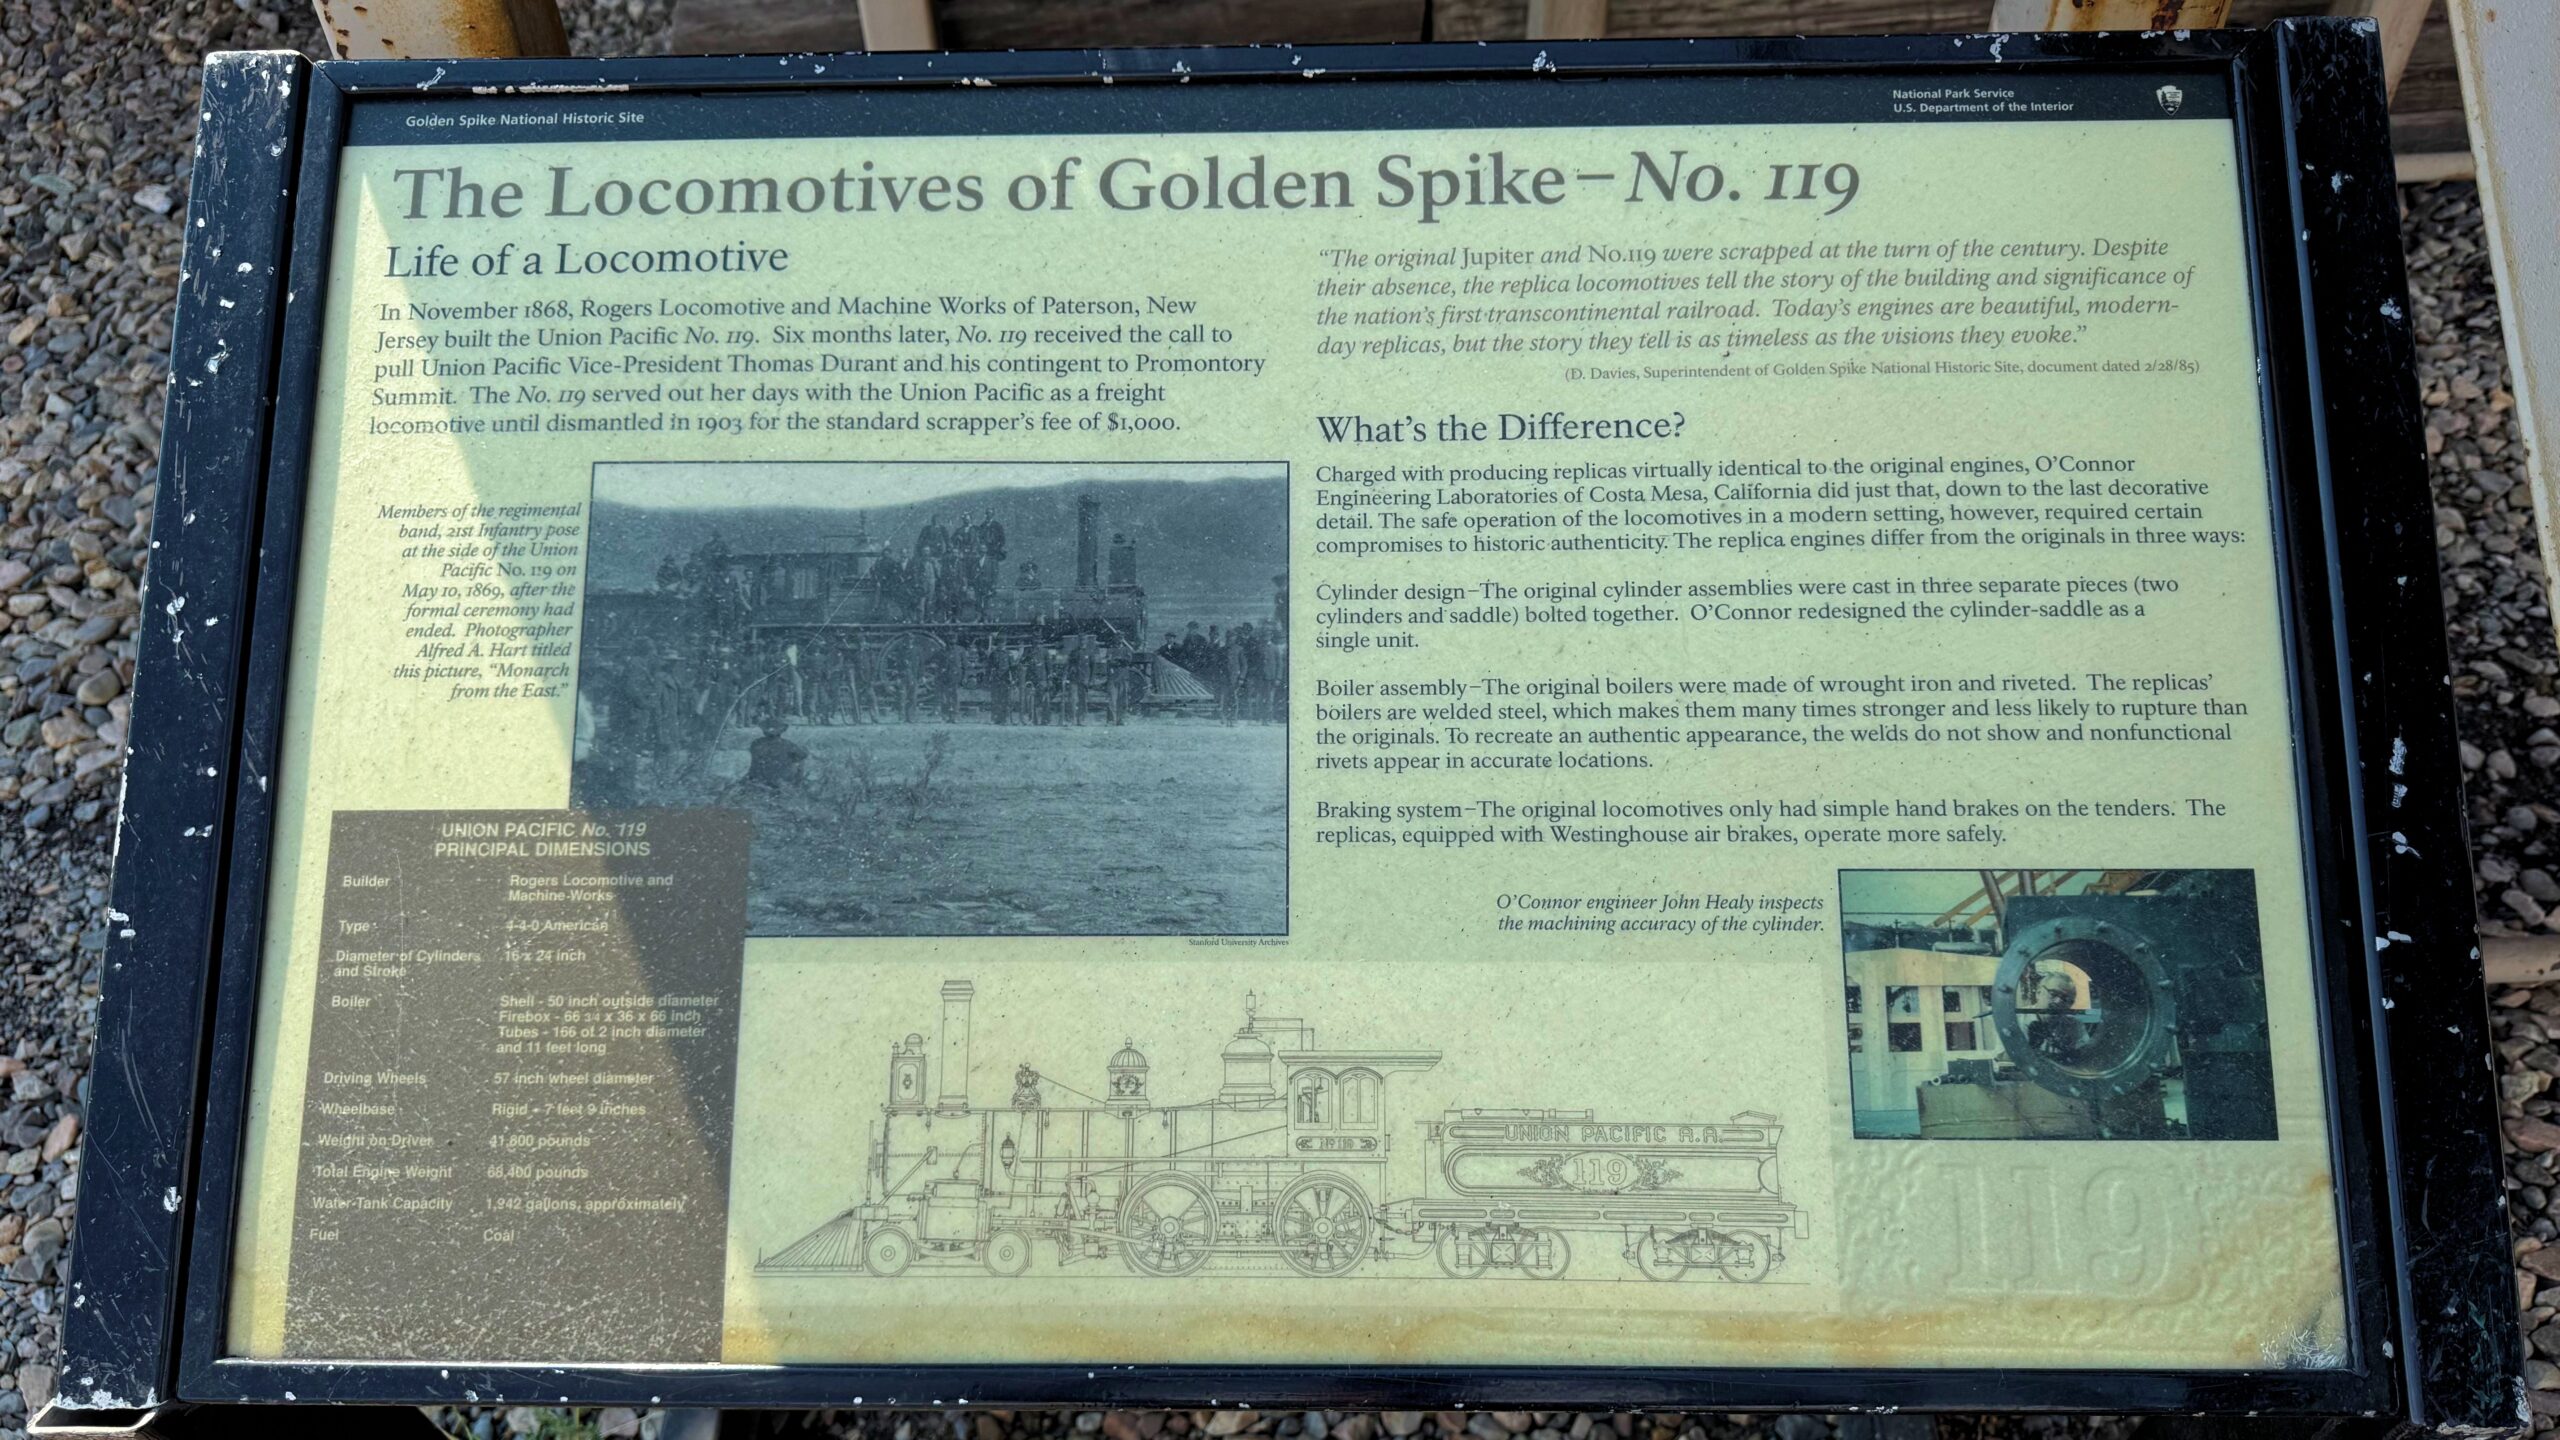 Golden Spike National Historic Site
National Park Service
U.S. Department of the Interior
The Locomotives of Golden Spike – No. 119
Life of a Locomotive
In November 1868, Rogers Locomotive and Machine Works of Paterson, New
Jersey built the Union Pacific No. 119. Six months later, No. 119 received the call to
pull Union Pacific Vice-President Thomas Durant and his contingent to Promontory
Summit. The No. 119 served out her days with the Union Pacific as a freight
locomotive until dismantled in 1903 for the standard scrapper's fee of $1,000.
Members of the regimental
band, 21st Infantry pose
at the side of the Union
Pacific No. 119 on
May 10, 1869, after the
formal ceremony had
ended. Photographer
Alfred A. Hart titled
this picture, "Monarch
from the East."
Stanford University Archives
UNION PACIFIC No. 119
PRINCIPAL DIMENSIONS
Builder Rogers Locomotive and
Machine Works
Type 4-4-0 American
Diameter of Cylinders 16 x 24 inch
and Stroke
Boiler Shell - 50 inch outside diameter
Firebox - 66 3/4 x 36 x 66 inch
Tubes - 166 of 2 inch diameter
and 11 feet long
Driving Wheels 57 inch wheel diameter
Wheelbase Rigid - 7 feet 9 inches
Weight on Driver 41,800 pounds
Total Engine Weight 68,400 pounds
Water-Tank Capacity 1,942 gallons, approximately
Fuel Coal
"The original Jupiter and No.119 were scrapped at the turn of the century. Despite
their absence, the replica locomotives tell the story of the building and significance of
the nation's first transcontinental railroad. Today's engines are beautiful, modern-
day replicas, but the story they tell is as timeless as the visions they evoke."
(D. Davies, Superintendent of Golden Spike National Historic Site, document dated 2/28/85)
What's the Difference?
Charged with producing replicas virtually identical to the original engines, O'Connor
Engineering Laboratories of Costa Mesa, California did just that, down to the last decorative
detail. The safe operation of the locomotives in a modern setting, however, required certain
compromises to historic authenticity. The replica engines differ from the originals in three ways:
Cylinder design–The original cylinder assemblies were cast in three separate pieces (two
cylinders and saddle) bolted together. O'Connor redesigned the cylinder-saddle as a
single unit.
Boiler assembly–The original boilers were made of wrought iron and riveted. The replicas'
boilers are welded steel, which makes them many times stronger and less likely to rupture than
the originals. To recreate an authentic appearance, the welds do not show and nonfunctional
rivets appear in accurate locations.
Braking system–The original locomotives only had simple hand brakes on the tenders. The
replicas, equipped with Westinghouse air brakes, operate more safely.
O'Connor engineer John Healy inspects
the machining accuracy of the cylinder.
Nº 119
UNION PACIFIC R.R.
119
119